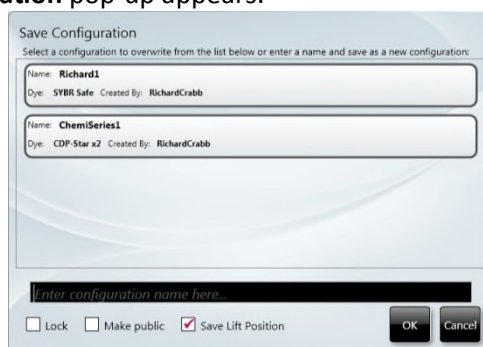 ation pop-up appears.
Save Configuration
Select a configuration to overwrite from the list below or enter a name and save as a new configuration:
Name: Richard1
Dye: SYBR Safe Created By: RichardCrabb
Name: ChemiSeries1
Dye: CDP-Star x2 Created By: RichardCrabb
Enter configuration name here...
Lock Make public Save Lift Position OK Cancel